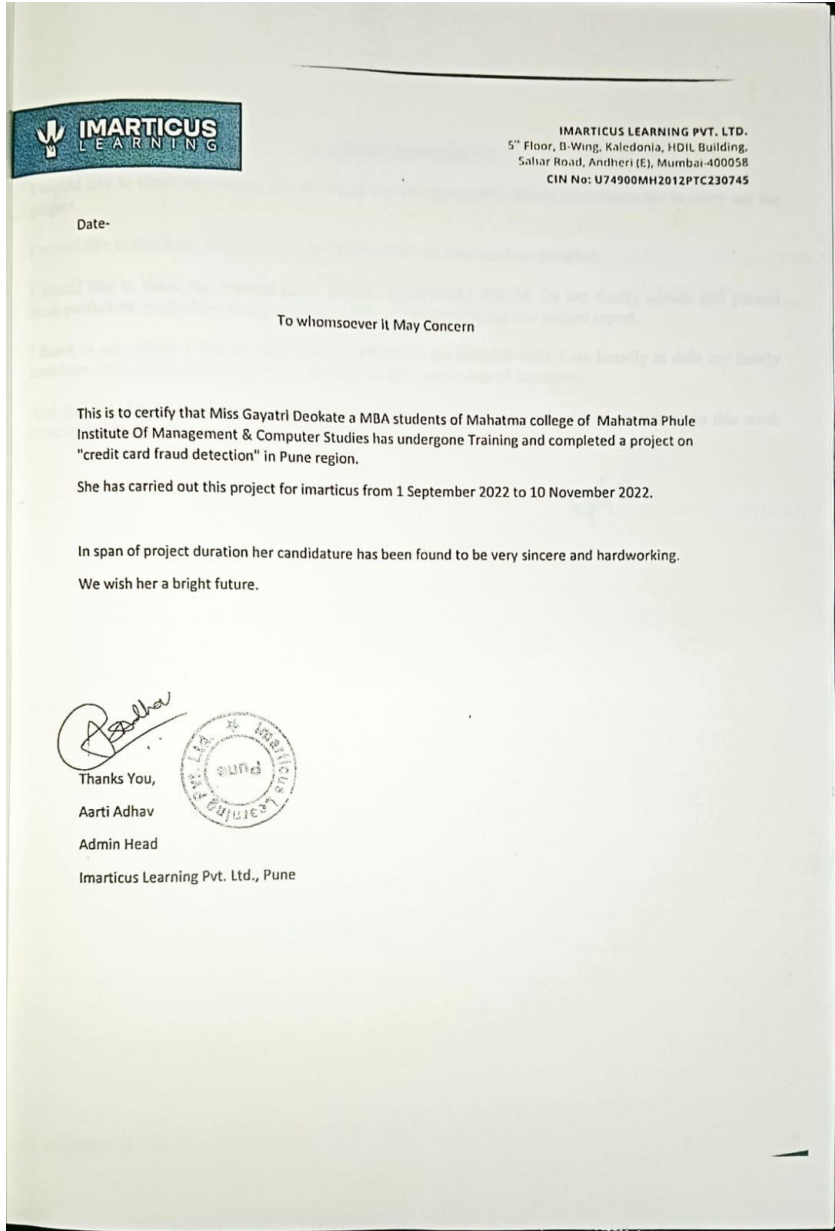 IMARTICUS
LEARNING
IMARTICUS LEARNING PVT. LTD.
5th Floor, B-Wing, Kaledonia, HDIL Building,
Sahar Road, Andheri (E), Mumbai-400058
CIN No: U74900MH2012PTC230745
Date-
To whomsoever it May Concern
This is to certify that Miss Gayatri Deokate a MBA students of Mahatma college of Mahatma Phule
Institute Of Management & Computer Studies has undergone Training and completed a project on
"credit card fraud detection" in Pune region.
She has carried out this project for imarticus from 1 September 2022 to 10 November 2022.
In span of project duration her candidature has been found to be very sincere and hardworking.
We wish her a bright future.
Imarticus Learning Pvt. Ltd.
Pune
Thanks You,
Aarti Adhav
Admin Head
Imarticus Learning Pvt. Ltd., Pune